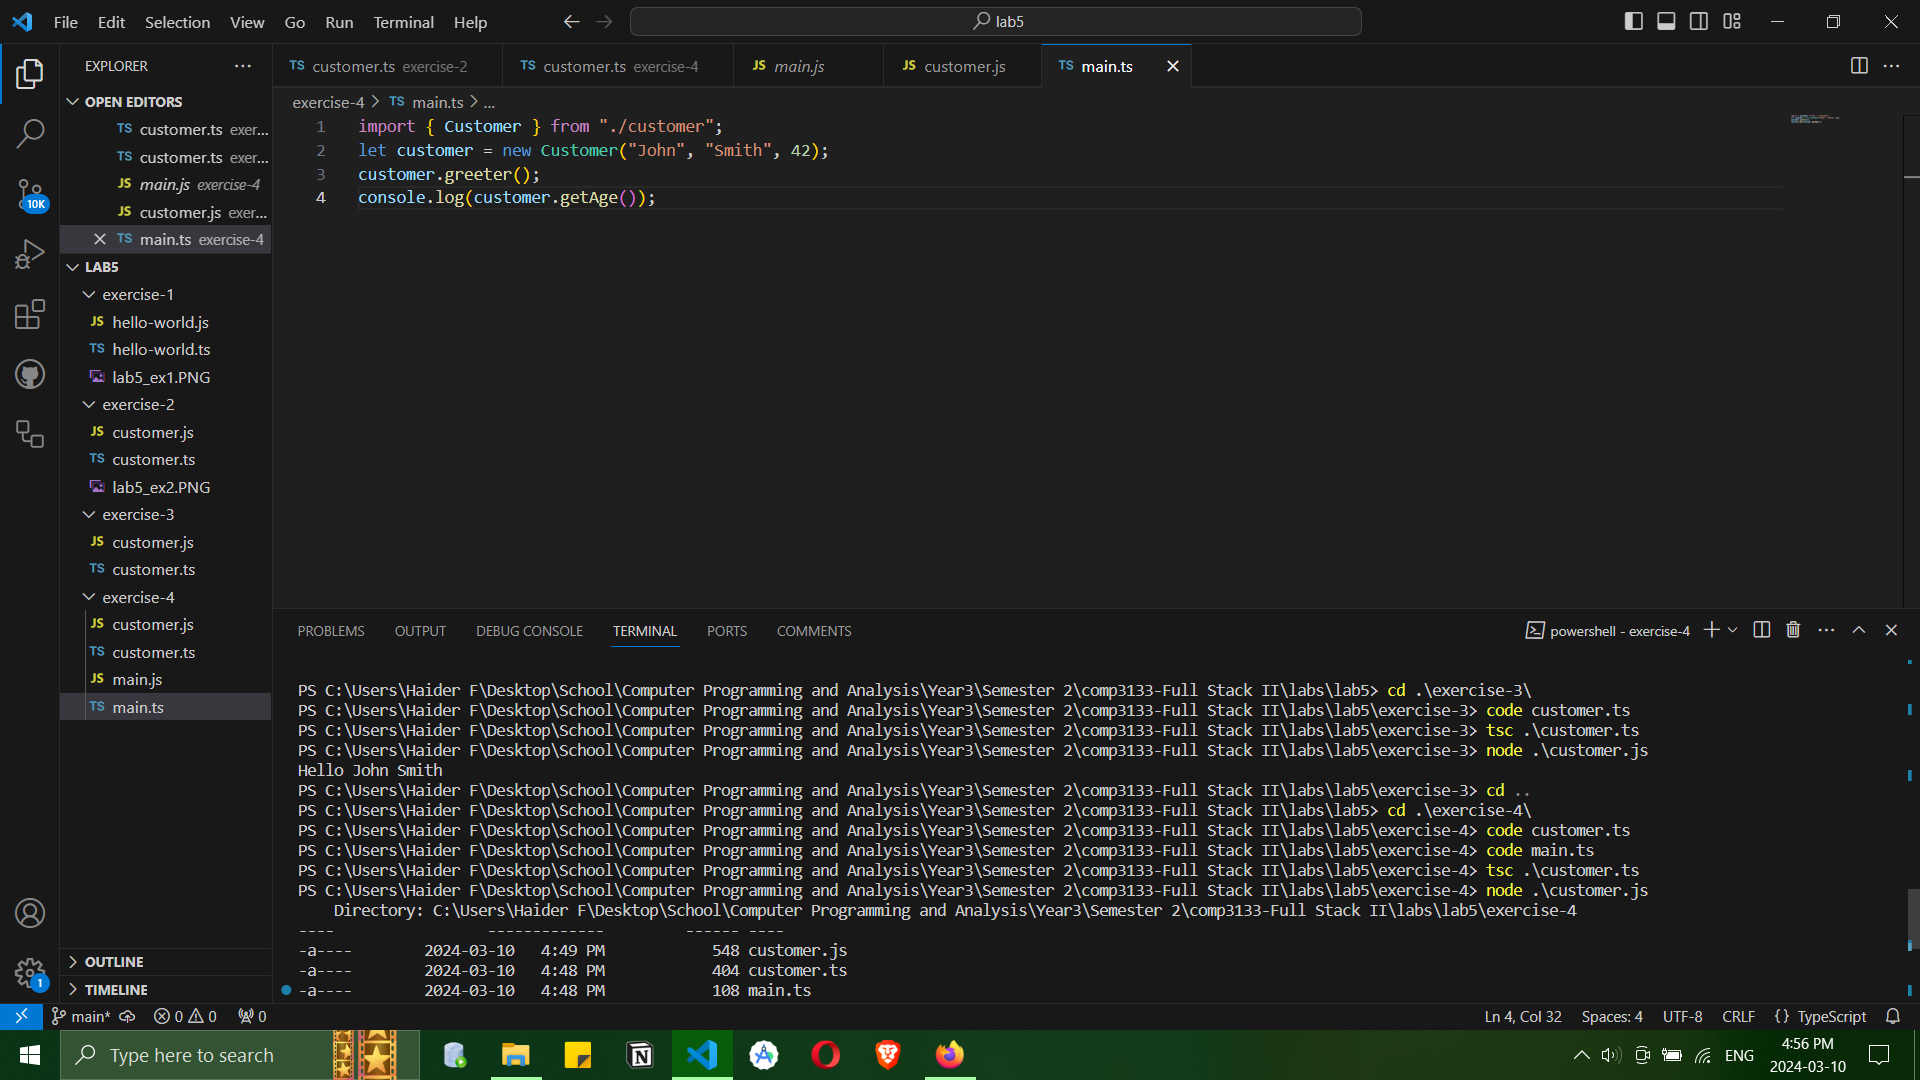 File Edit Selection View Go Run Terminal Help
lab5
EXPLORER
OPEN EDITORS
TS customer.ts exer...
TS customer.ts exer...
JS main.js exercise-4
JS customer.js exer...
TS main.ts exercise-4
LAB5
exercise-1
JS hello-world.js
TS hello-world.ts
lab5_ex1.PNG
exercise-2
JS customer.js
TS customer.ts
lab5_ex2.PNG
exercise-3
JS customer.js
TS customer.ts
exercise-4
JS customer.js
TS customer.ts
JS main.js
TS main.ts
OUTLINE
TIMELINE
10K
1
TS customer.ts exercise-2 TS customer.ts exercise-4 JS main.js JS customer.js TS main.ts
exercise-4 > TS main.ts > ...
1 import { Customer } from "./customer";
2 let customer = new Customer("John", "Smith", 42);
3 customer.greeter();
4 console.log(customer.getAge());
PROBLEMS OUTPUT DEBUG CONSOLE TERMINAL PORTS COMMENTS
powershell - exercise-4
PS C:\Users\Haider F\Desktop\School\Computer Programming and Analysis\Year3\Semester 2\comp3133-Full Stack II\labs\lab5> cd .\exercise-3\
PS C:\Users\Haider F\Desktop\School\Computer Programming and Analysis\Year3\Semester 2\comp3133-Full Stack II\labs\lab5\exercise-3> code customer.ts
PS C:\Users\Haider F\Desktop\School\Computer Programming and Analysis\Year3\Semester 2\comp3133-Full Stack II\labs\lab5\exercise-3> tsc .\customer.ts
PS C:\Users\Haider F\Desktop\School\Computer Programming and Analysis\Year3\Semester 2\comp3133-Full Stack II\labs\lab5\exercise-3> node .\customer.js
Hello John Smith
PS C:\Users\Haider F\Desktop\School\Computer Programming and Analysis\Year3\Semester 2\comp3133-Full Stack II\labs\lab5\exercise-3> cd ..
PS C:\Users\Haider F\Desktop\School\Computer Programming and Analysis\Year3\Semester 2\comp3133-Full Stack II\labs\lab5> cd .\exercise-4\
PS C:\Users\Haider F\Desktop\School\Computer Programming and Analysis\Year3\Semester 2\comp3133-Full Stack II\labs\lab5\exercise-4> code customer.ts
PS C:\Users\Haider F\Desktop\School\Computer Programming and Analysis\Year3\Semester 2\comp3133-Full Stack II\labs\lab5\exercise-4> code main.ts
PS C:\Users\Haider F\Desktop\School\Computer Programming and Analysis\Year3\Semester 2\comp3133-Full Stack II\labs\lab5\exercise-4> tsc .\customer.ts
PS C:\Users\Haider F\Desktop\School\Computer Programming and Analysis\Year3\Semester 2\comp3133-Full Stack II\labs\lab5\exercise-4> node .\customer.js
Directory: C:\Users\Haider F\Desktop\School\Computer Programming and Analysis\Year3\Semester 2\comp3133-Full Stack II\labs\lab5\exercise-4
---- ------------- ------ ----
-a---- 2024-03-10 4:49 PM 548 customer.js
-a---- 2024-03-10 4:48 PM 404 customer.ts
-a---- 2024-03-10 4:48 PM 108 main.ts
main* 0 0 0 Ln 4, Col 32 Spaces: 4 UTF-8 CRLF { } TypeScript
Type here to search
ENG
4:56 PM
2024-03-10